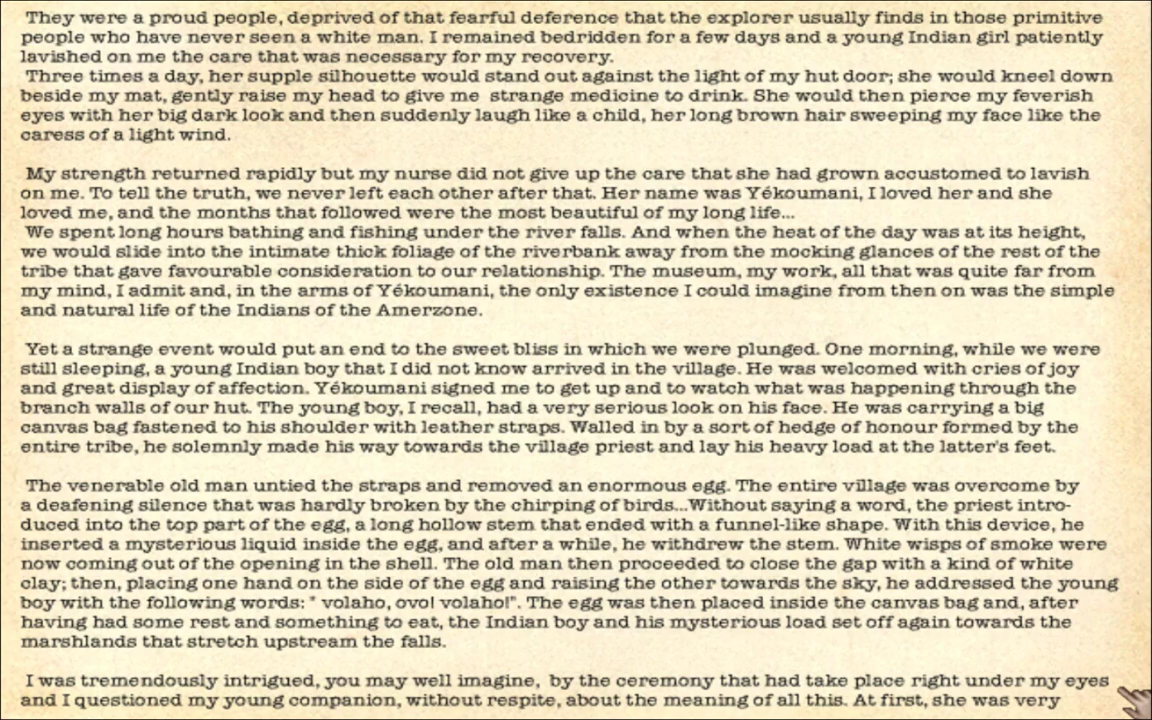 They were a proud people, deprived of that fearful deference that the explorer usually finds in those primitive
people who have never seen a white man. I remained bedridden for a few days and a young Indian girl patiently
lavished on me the care that was necessary for my recovery.
Three times a day, her supple silhouette would stand out against the light of my hut door; she would kneel down
beside my mat, gently raise my head to give me strange medicine to drink. She would then pierce my feverish
eyes with her big dark look and then suddenly laugh like a child, her long brown hair sweeping my face like the
caress of a light wind.
My strength returned rapidly but my nurse did not give up the care that she had grown accustomed to lavish
on me. To tell the truth, we never left each other after that. Her name was Yékoumani, I loved her and she
loved me, and the months that followed were the most beautiful of my long life...
We spent long hours bathing and fishing under the river falls. And when the heat of the day was at its height,
we would slide into the intimate thick foliage of the riverbank away from the mocking glances of the rest of the
tribe that gave favourable consideration to our relationship. The museum, my work, all that was quite far from
my mind, I admit and, in the arms of Yékoumani, the only existence I could imagine from then on was the simple
and natural life of the Indians of the Amerzone.
Yet a strange event would put an end to the sweet bliss in which we were plunged. One morning, while we were
still sleeping, a young Indian boy that I did not know arrived in the village. He was welcomed with cries of joy
and great display of affection. Yékoumani signed me to get up and to watch what was happening through the
branch walls of our hut. The young boy, I recall, had a very serious look on his face. He was carrying a big
canvas bag fastened to his shoulder with leather straps. Walled in by a sort of hedge of honour formed by the
entire tribe, he solemnly made his way towards the village priest and lay his heavy load at the latter's feet.
The venerable old man untied the straps and removed an enormous egg. The entire village was overcome by
a deafening silence that was hardly broken by the chirping of birds...Without saying a word, the priest intro-
duced into the top part of the egg, a long hollow stem that ended with a funnel-like shape. With this device, he
inserted a mysterious liquid inside the egg, and after a while, he withdrew the stem. White wisps of smoke were
now coming out of the opening in the shell. The old man then proceeded to close the gap with a kind of white
clay; then, placing one hand on the side of the egg and raising the other towards the sky, he addressed the young
boy with the following words: " volaho, ovo! volaho!". The egg was then placed inside the canvas bag and, after
having had some rest and something to eat, the Indian boy and his mysterious load set off again towards the
marshlands that stretch upstream the falls.
I was tremendously intrigued, you may well imagine, by the ceremony that had take place right under my eyes
and I questioned my young companion, without respite, about the meaning of all this. At first, she was very